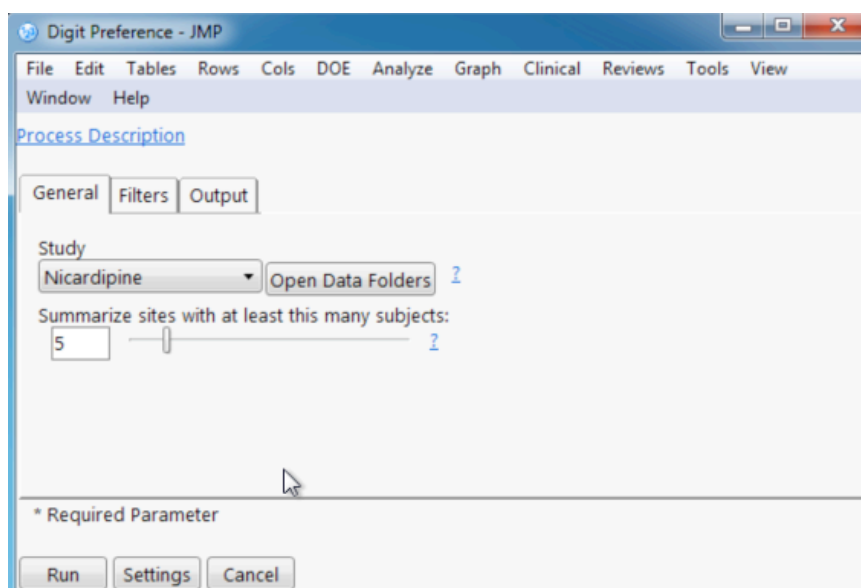 Digit Preference - JMP
File Edit Tables Rows Cols DOE Analyze Graph Clinical Reviews Tools View
Window Help
Process Description
General Filters Output
Study
Nicardipine Open Data Folders ?
Summarize sites with at least this many subjects:
5 ?
* Required Parameter
Run Settings Cancel